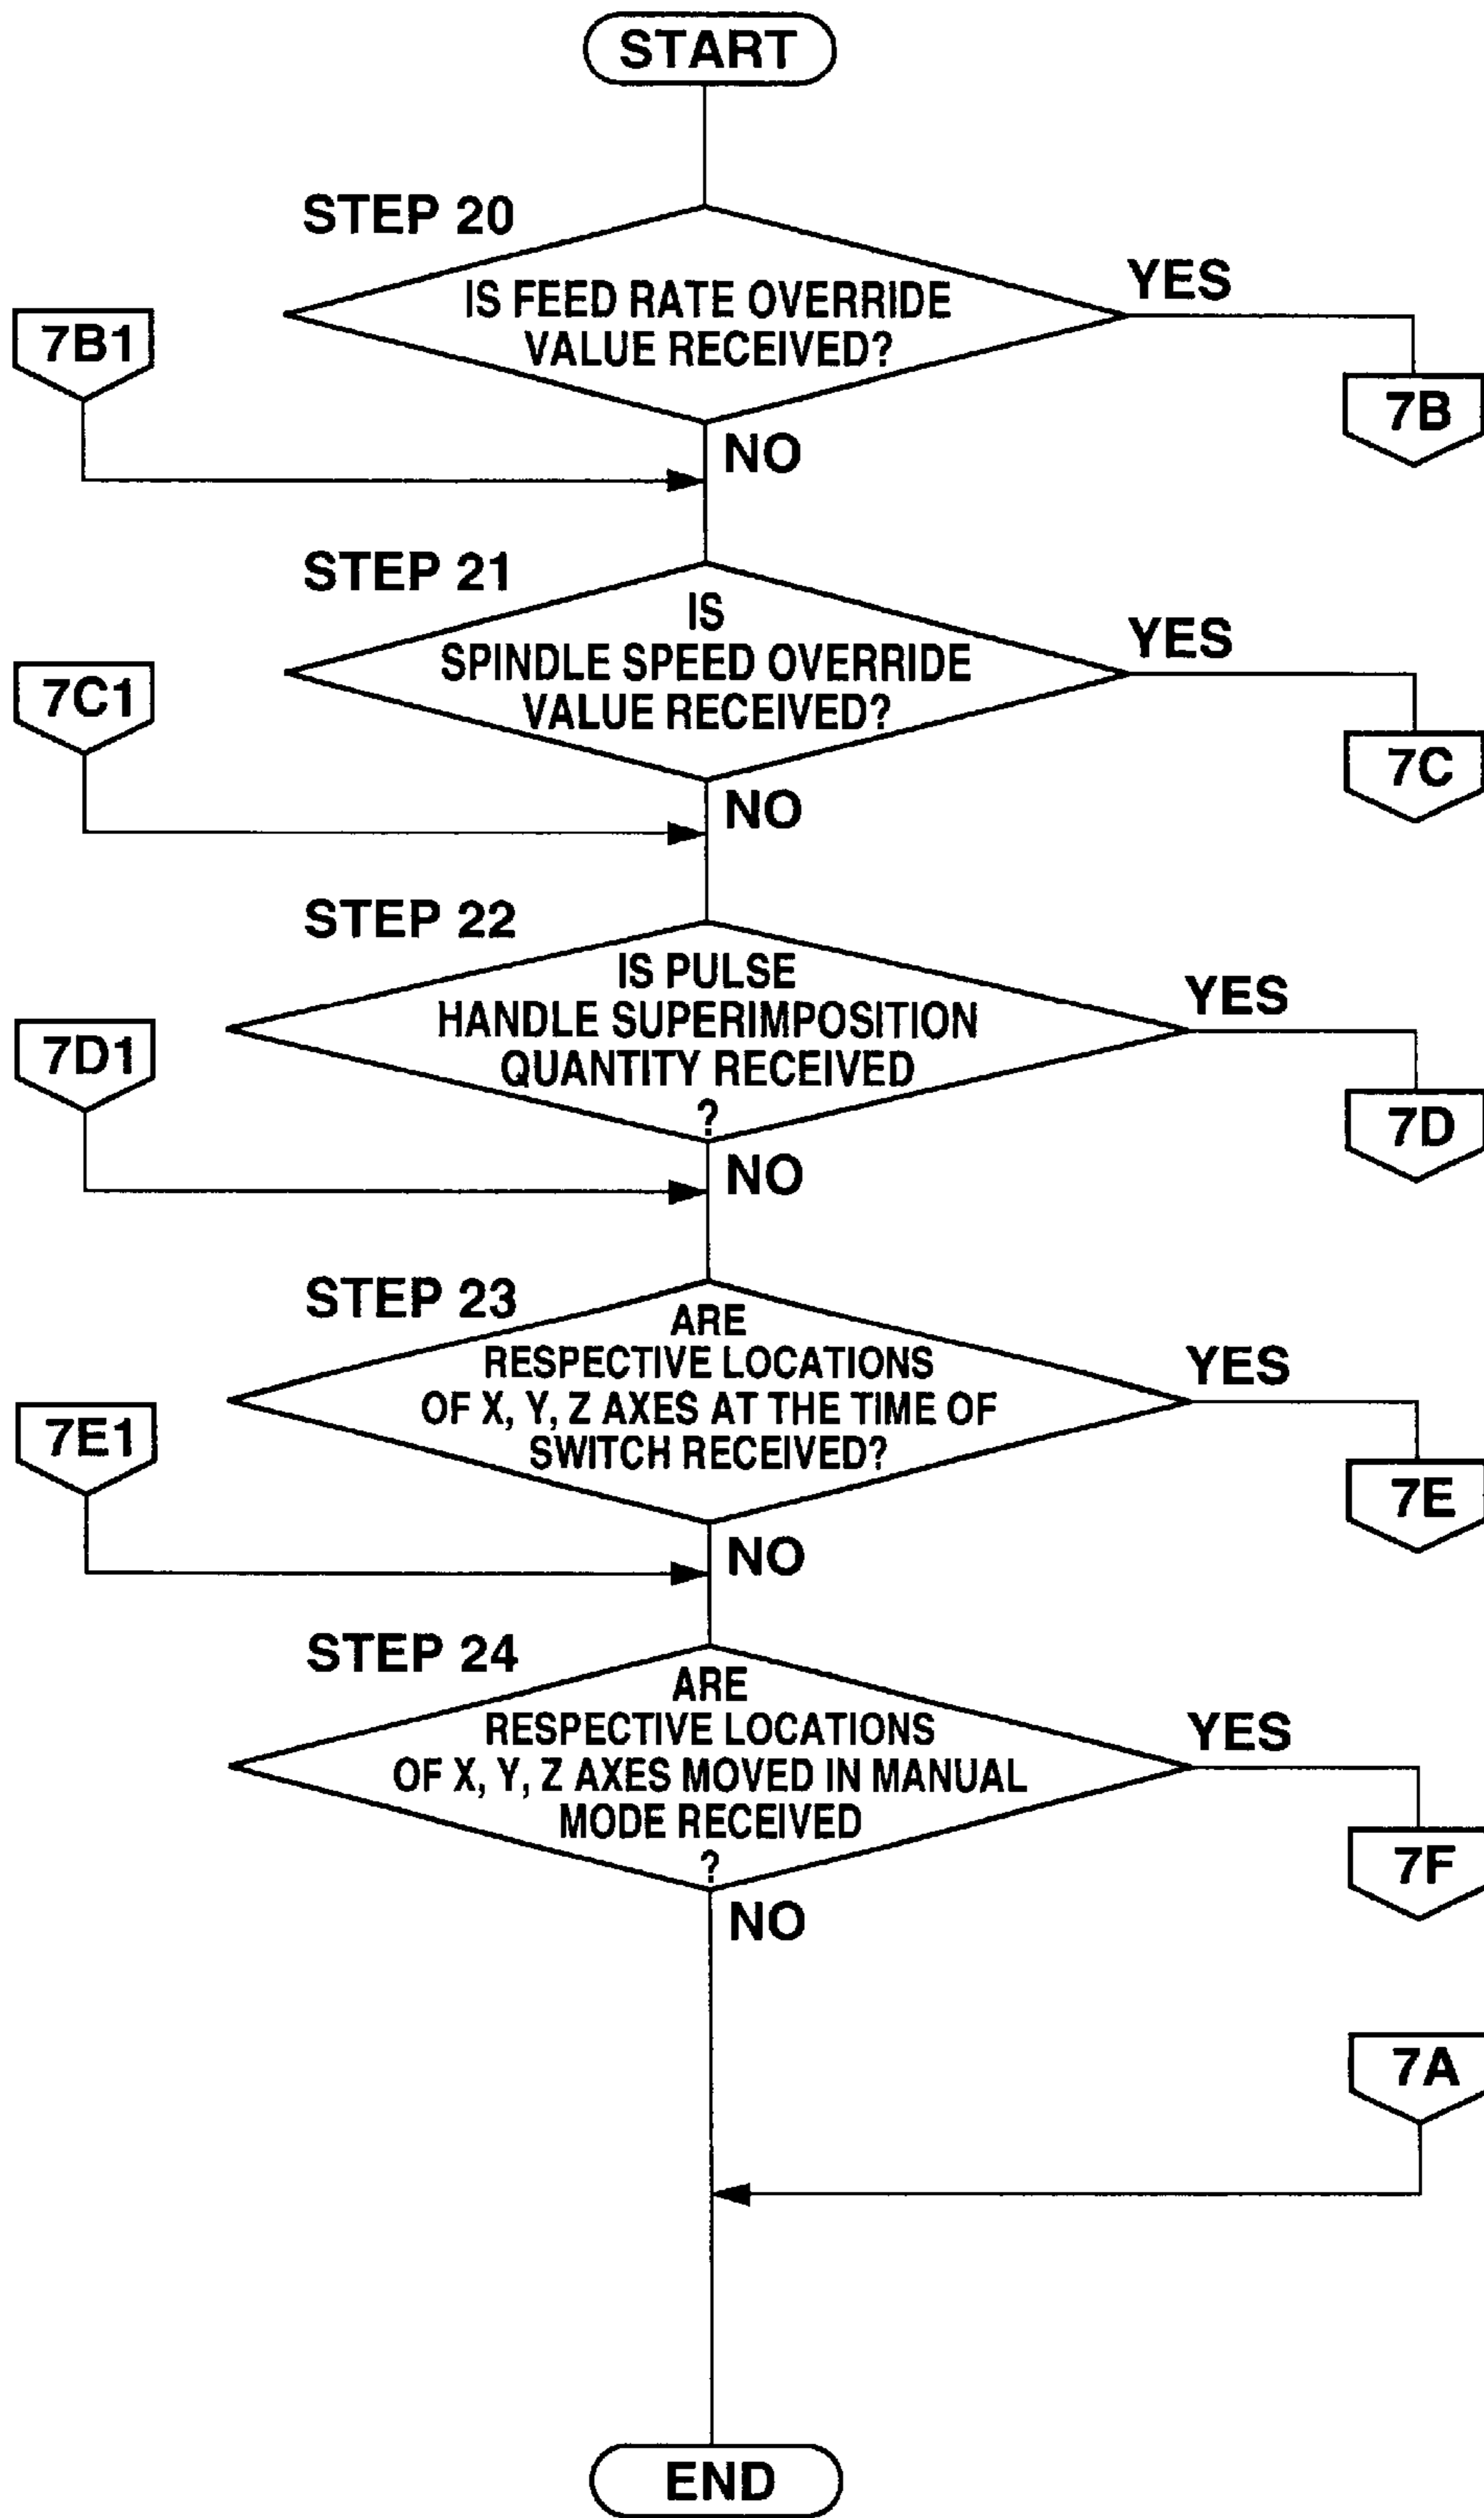 START
STEP 20
IS FEED RATE OVERRIDE
VALUE RECEIVED?
YES
7B1
7B
NO
STEP 21
IS
SPINDLE SPEED OVERRIDE
VALUE RECEIVED?
YES
7C1
7C
NO
STEP 22
IS PULSE
HANDLE SUPERIMPOSITION
QUANTITY RECEIVED
?
YES
7D1
7D
NO
STEP 23
ARE
RESPECTIVE LOCATIONS
OF X, Y, Z AXES AT THE TIME OF
SWITCH RECEIVED?
YES
7E1
7E
NO
STEP 24
ARE
RESPECTIVE LOCATIONS
OF X, Y, Z AXES MOVED IN MANUAL
MODE RECEIVED
?
YES
7F
NO
7A
END